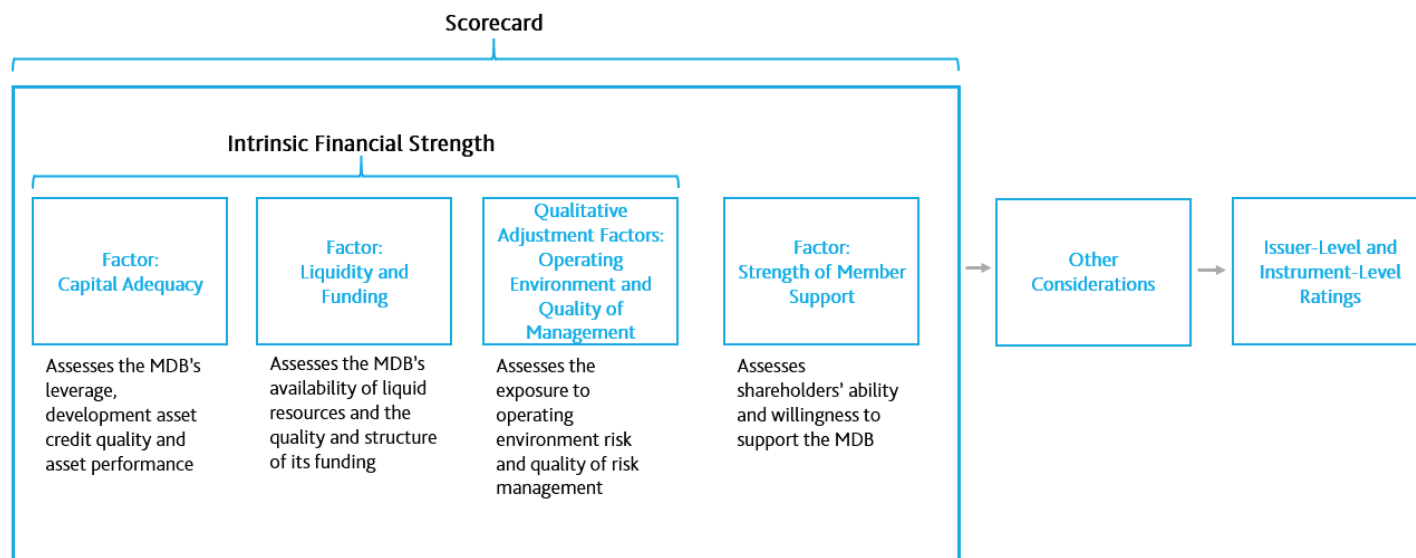 Scorecard
Intrinsic Financial Strength
Factor:
Capital Adequacy
Assesses the MDB's
leverage,
development asset
credit quality and
asset performance
Factor:
Liquidity and
Funding
Assesses the MDB's
availability of liquid
resources and the
quality and structure
of its funding
Qualitative
Adjustment Factors:
Operating
Environment and
Quality of
Management
Assesses the
exposure to
operating
environment risk
and quality of risk
management
Factor:
Strength of Member
Support
Assesses
shareholders' ability
and willingness to
support the MDB
Other
Considerations
Issuer-Level and
Instrument-Level
Ratings